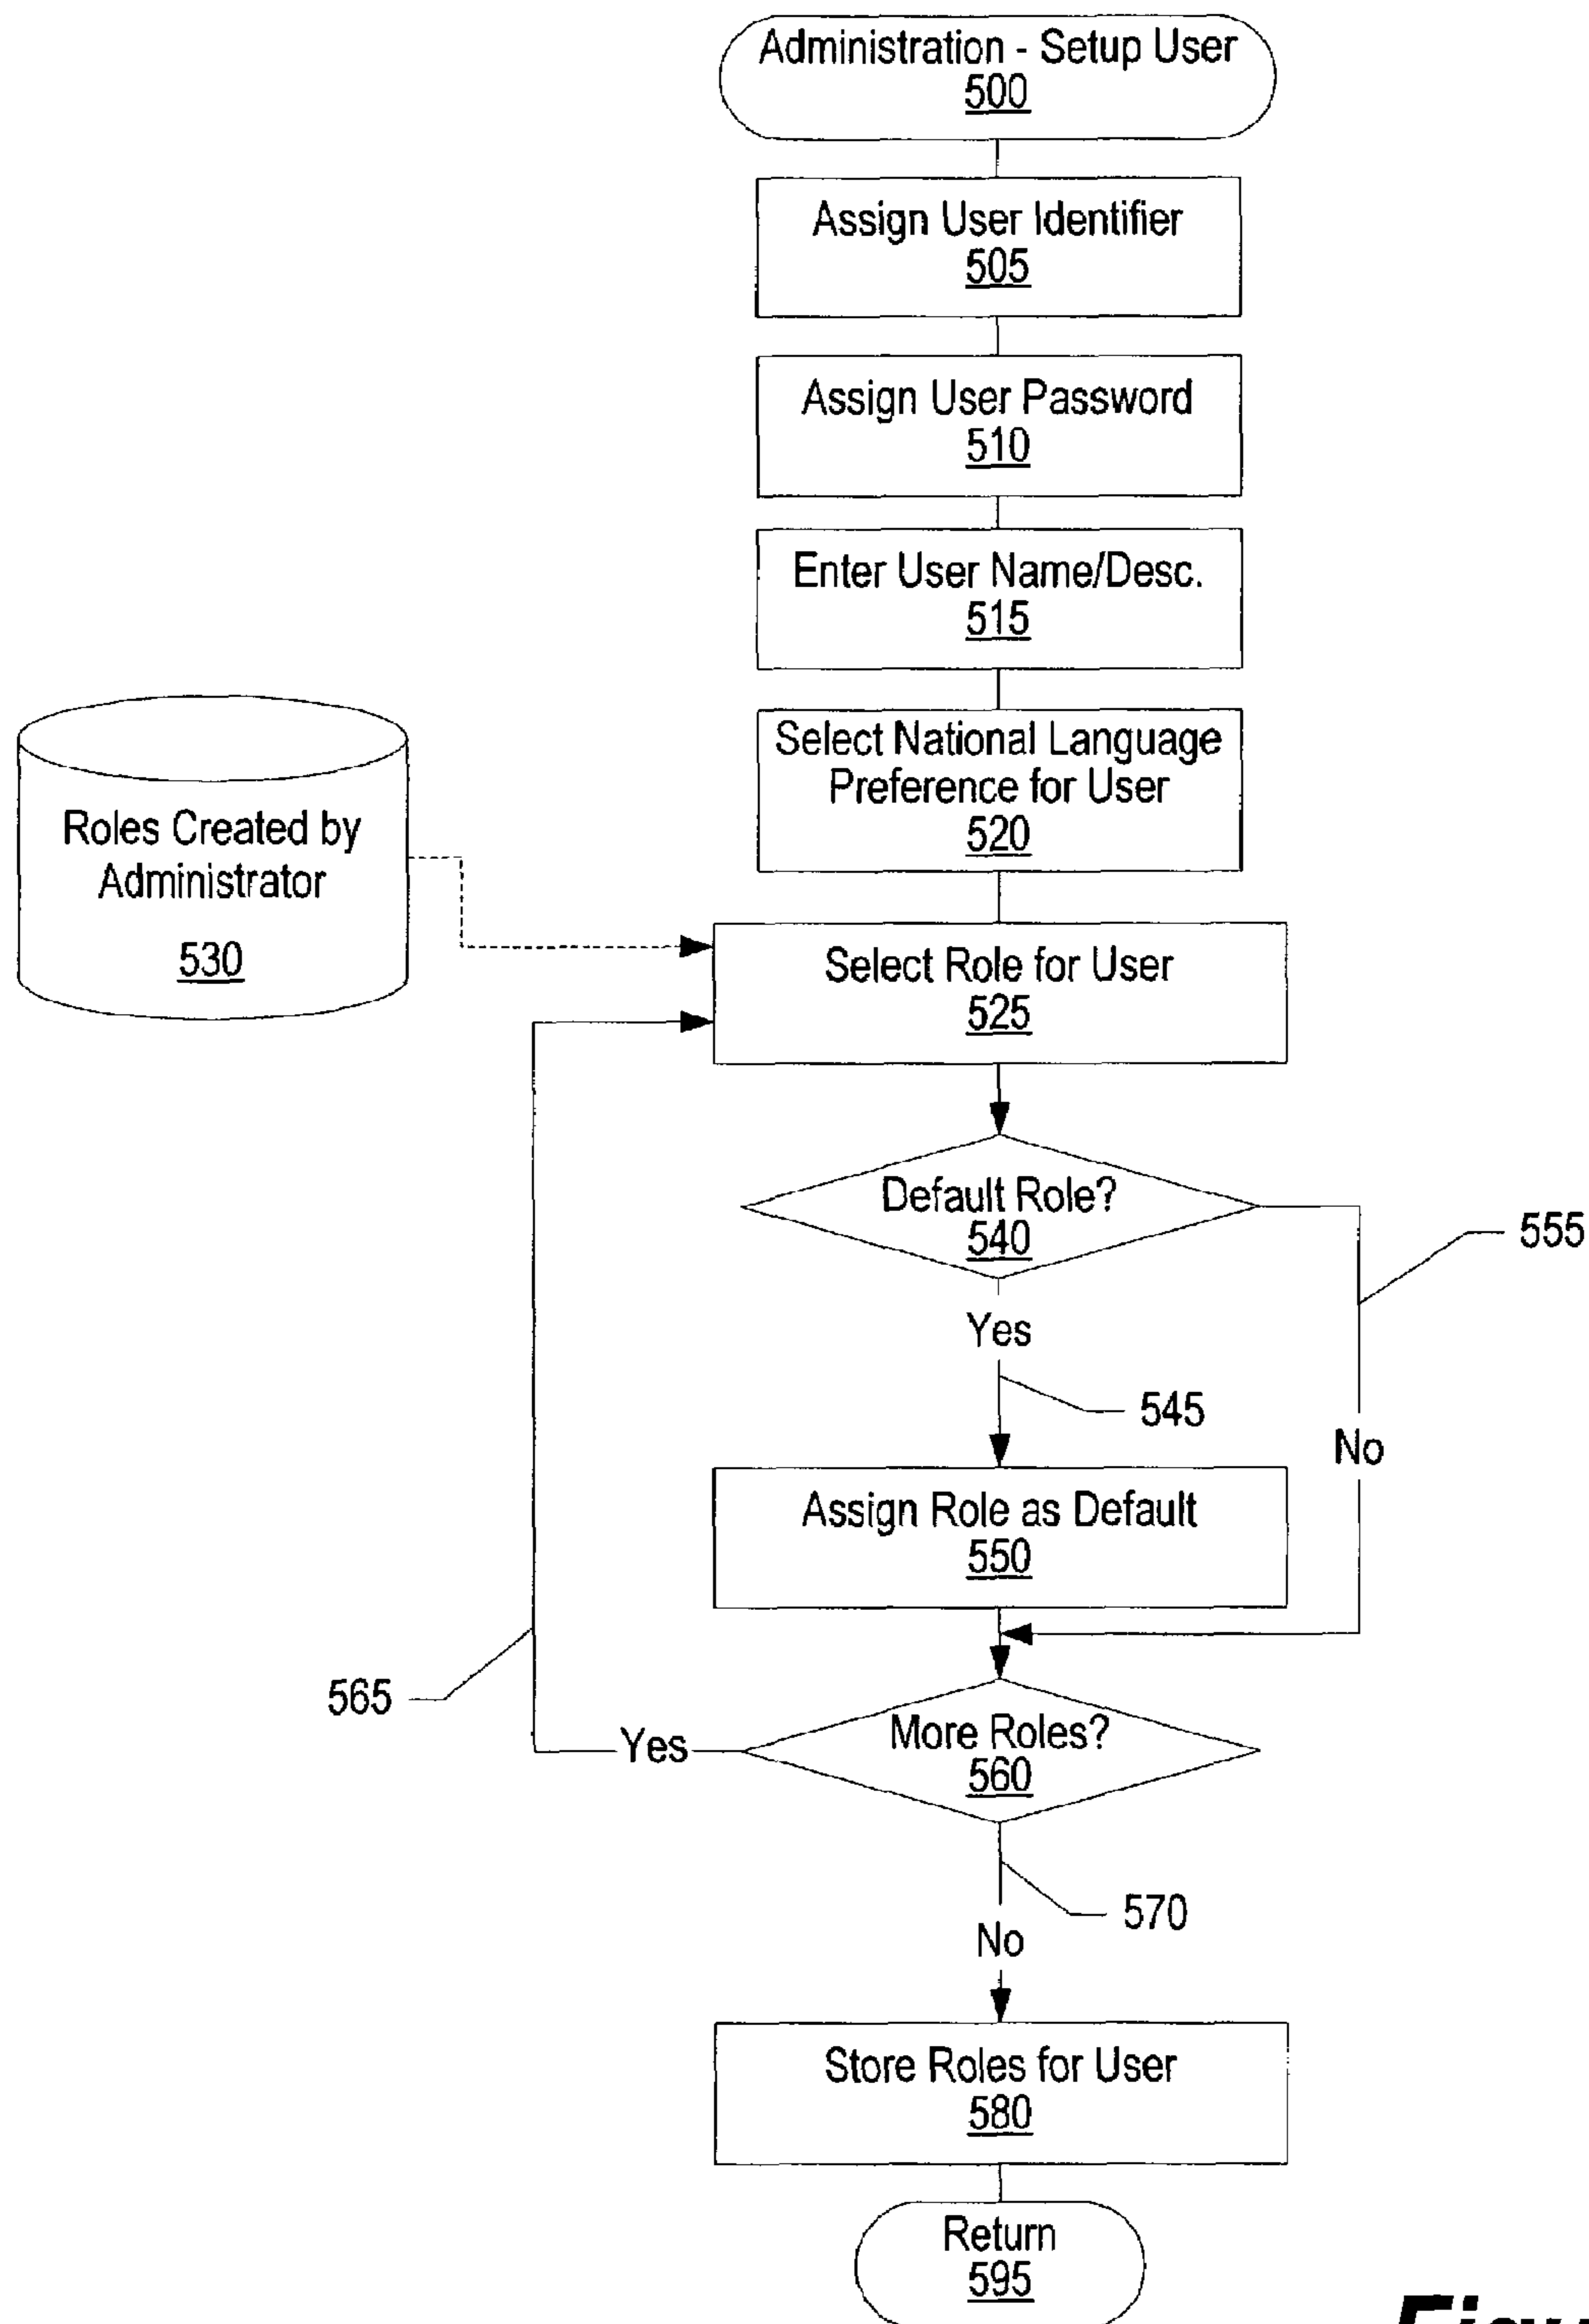 Administration - Setup User
500
Assign User Identifier
505
Assign User Password
510
Enter User Name/Desc.
515
Select National Language
Preference for User
520
Roles Created by
Administrator
530
Select Role for User
525
Default Role?
540
555
Yes
545
No
Assign Role as Default
550
565
More Roles?
560
Yes
570
No
Store Roles for User
580
Return
595